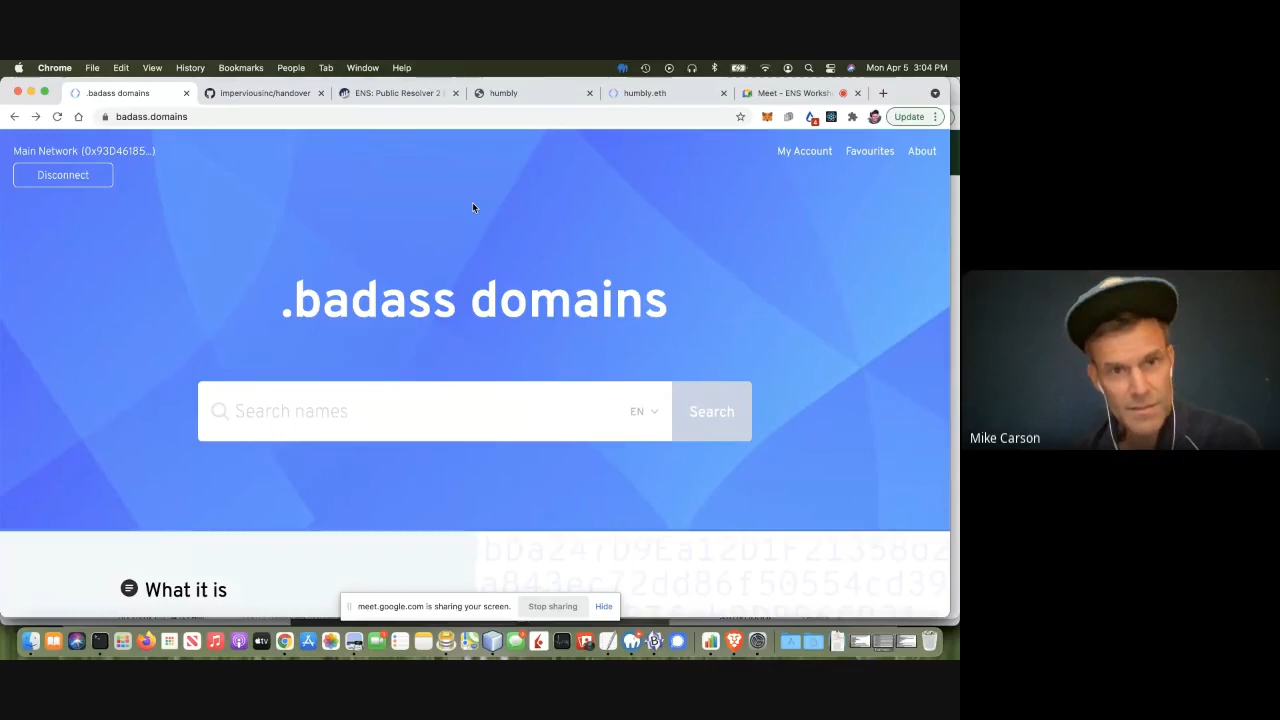 Chrome File Edit View History Bookmarks People Tab Window Help Mon Apr 5 3:04 PM
.badass domains imperviousinc/handover ENS: Public Resolver 2 humbly humbly.eth Meet - ENS Worksh
badass.domains Update
Main Network (0x93D46185...) My Account Favourites About
Disconnect
.badass domains
Search names EN Search
What it is
meet.google.com is sharing your screen. Stop sharing Hide
Mike Carson